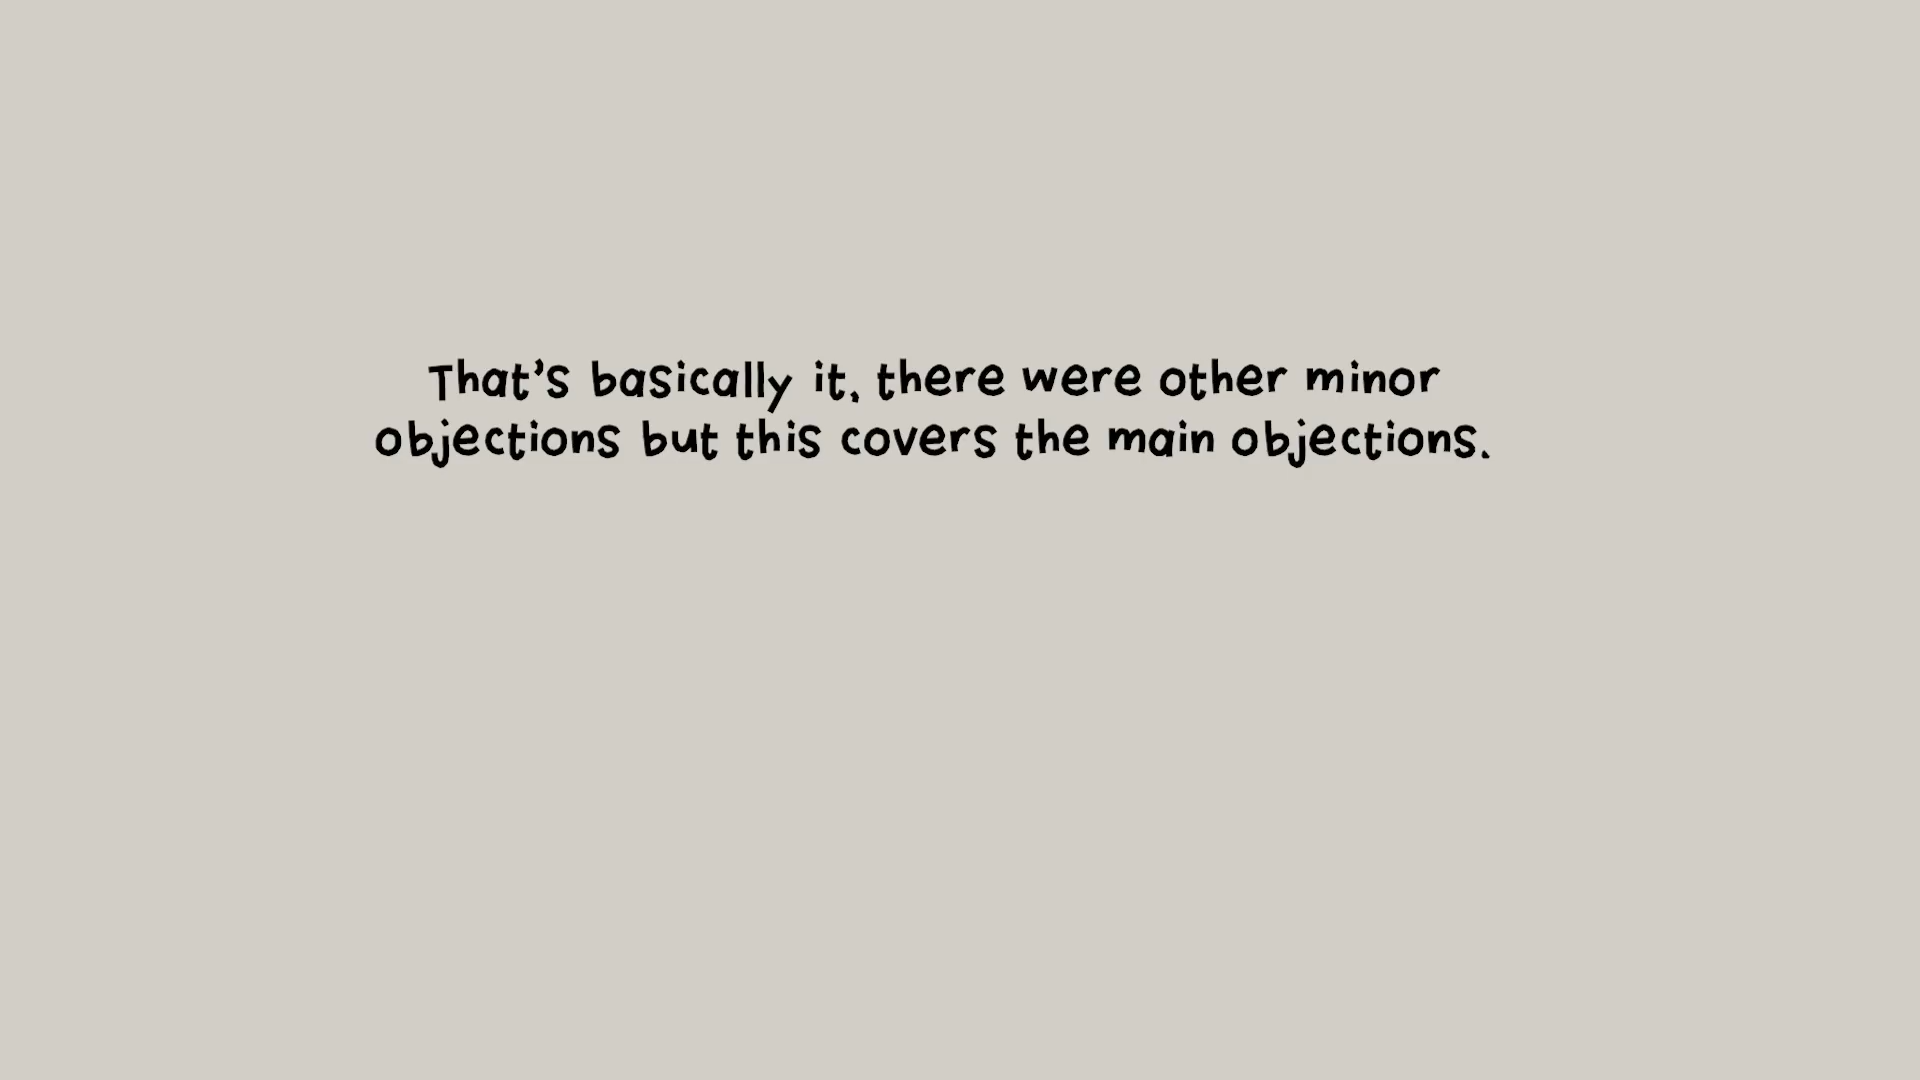 That's basically it, there were other minor
objections but this covers the main objections.